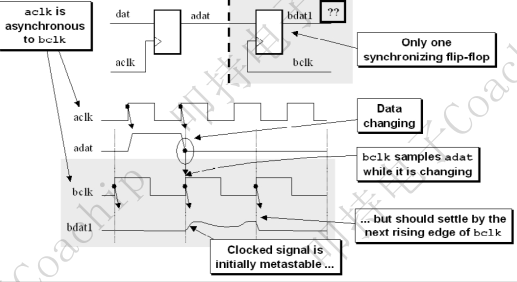 aclk is
asynchronous
to bclk
dat
adat
aclk
bdat1
??
bclk
Only one
synchronizing flip-flop
aclk
adat
bclk
bdat1
Data
changing
bclk samples adat
while it is changing
... but should settle by the
next rising edge of bclk
Clocked signal is
initially metastable ...